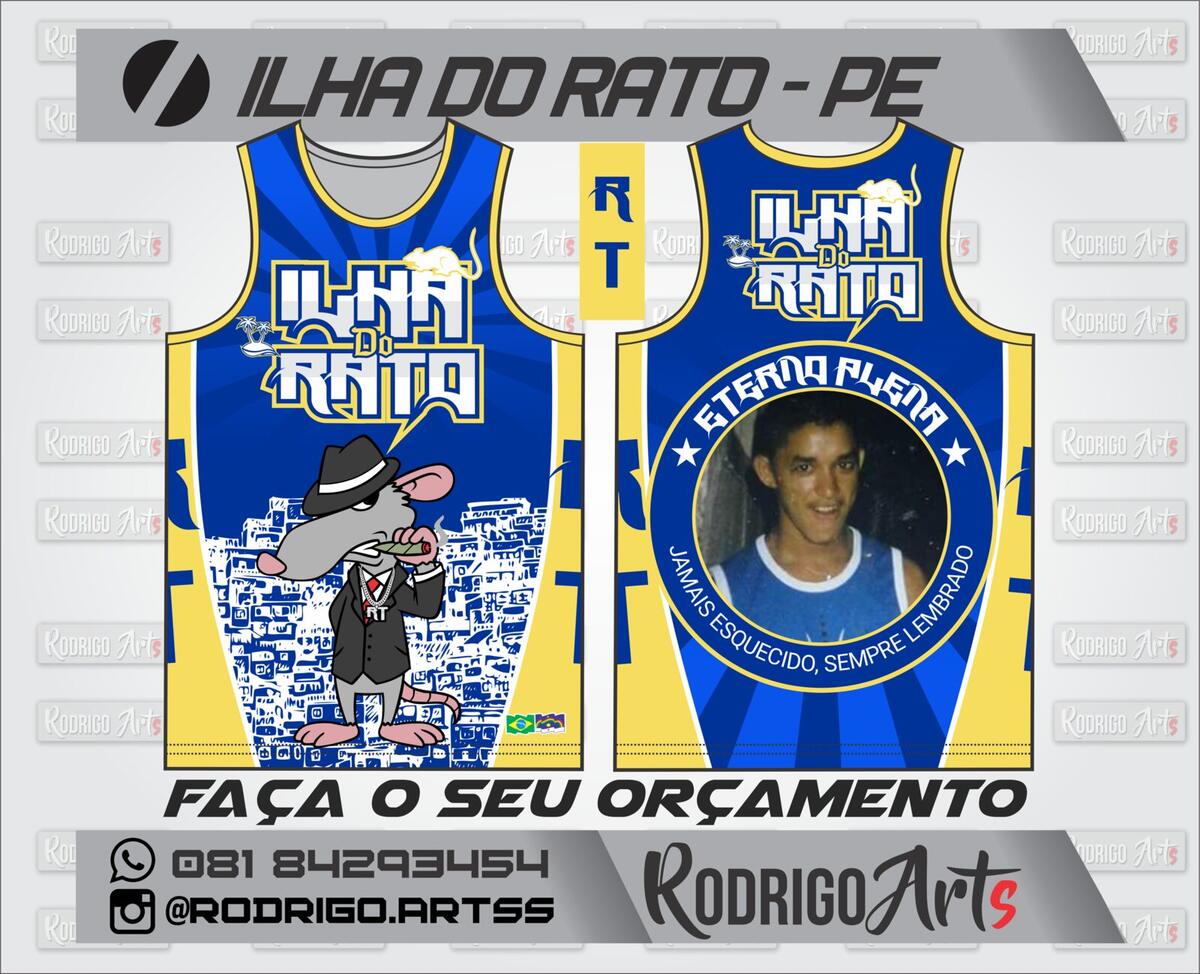 ILHA DO RATO - PE
ILHA
DO
RATO
RT
R
T
ILHA
DO
RATO
ETERNO PLENA
JAMAIS ESQUECIDO, SEMPRE LEMBRADO
FAÇA O SEU ORÇAMENTO
081 84293454
@RODRIGO.ARTSS
RODRIGO Arts